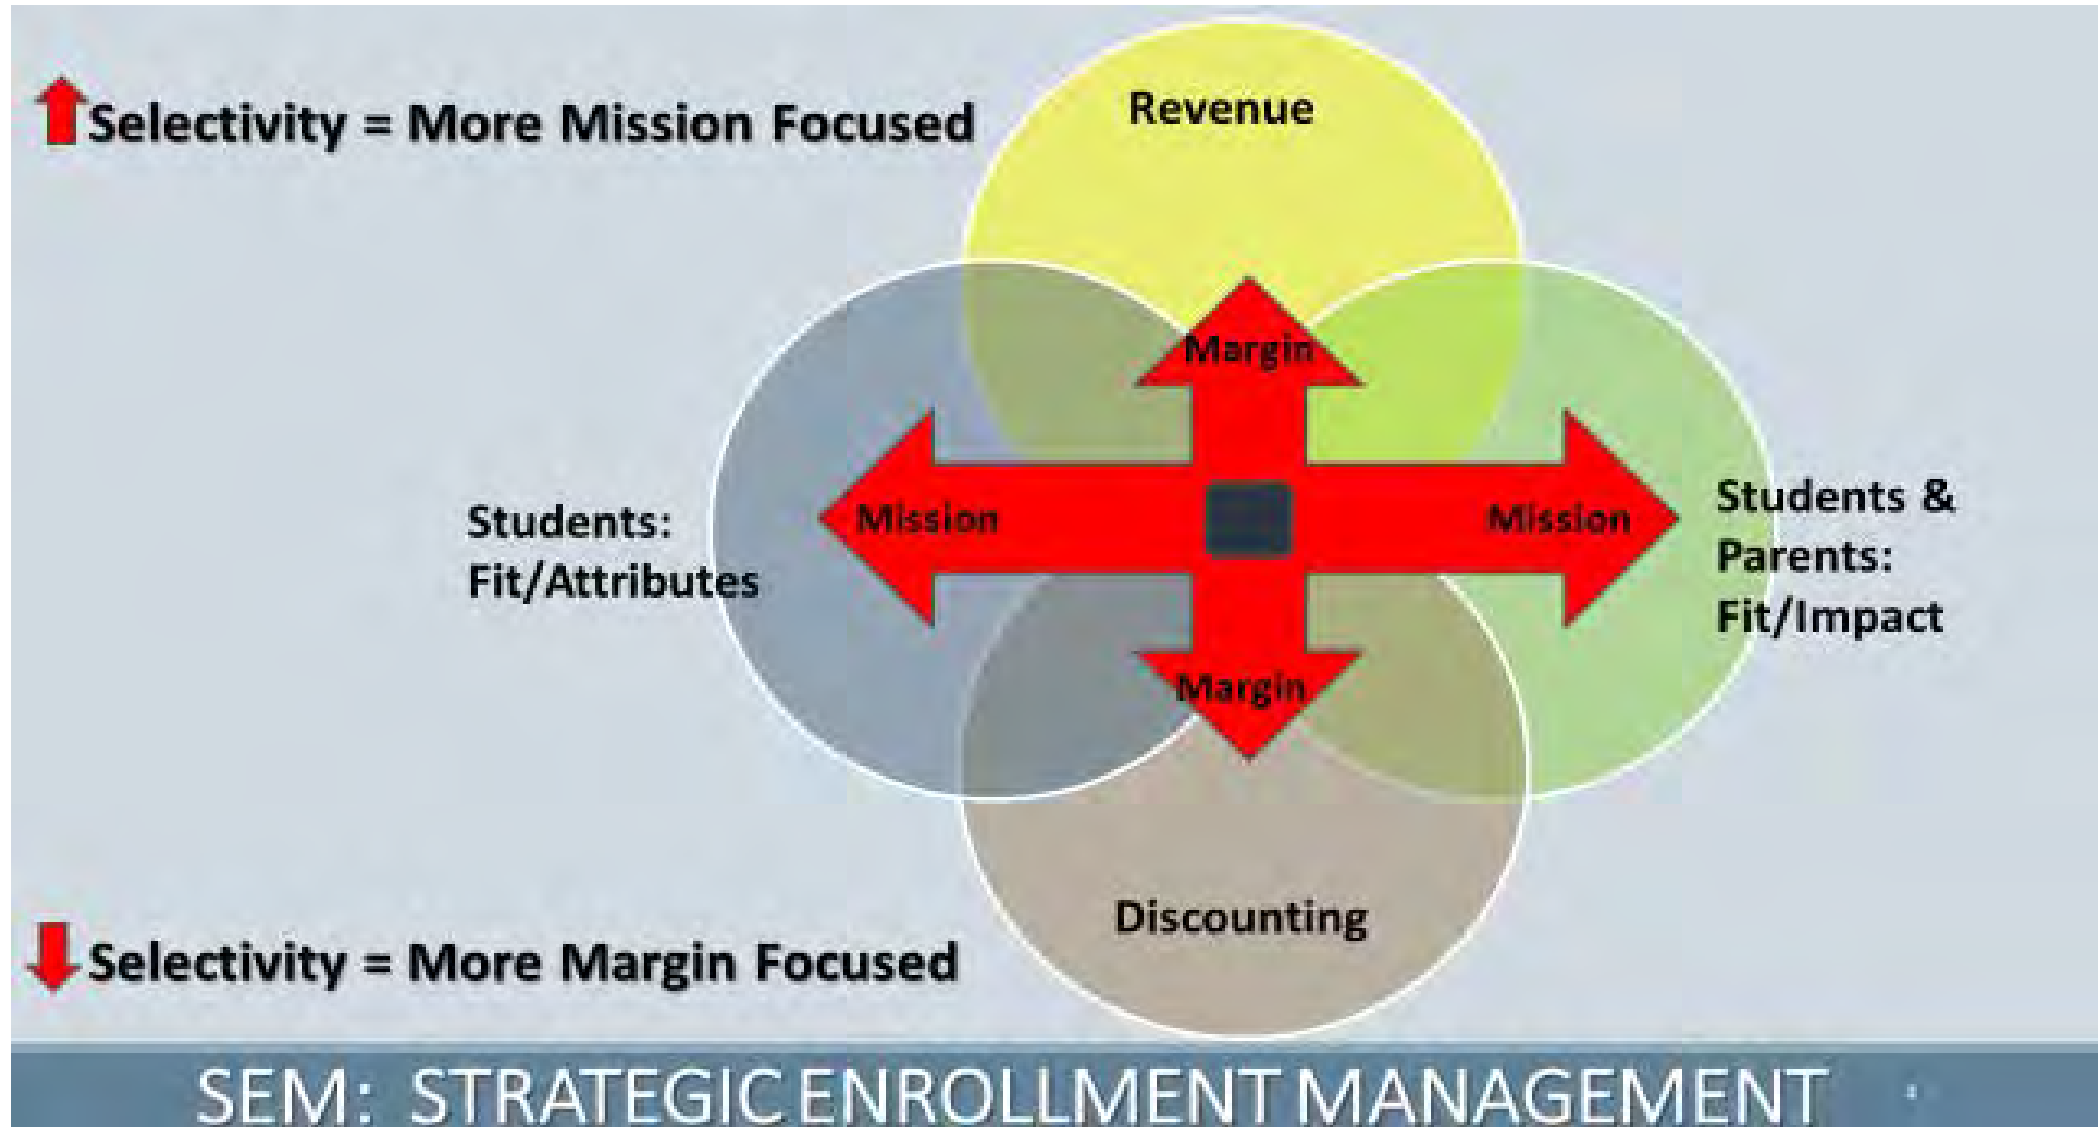 Selectivity = More Mission Focused
Revenue
Margin
Mission
Mission
Students:
Fit/Attributes
Students &
Parents:
Fit/Impact
Margin
Discounting
Selectivity = More Margin Focused
SEM: STRATEGIC ENROLLMENT MANAGEMENT